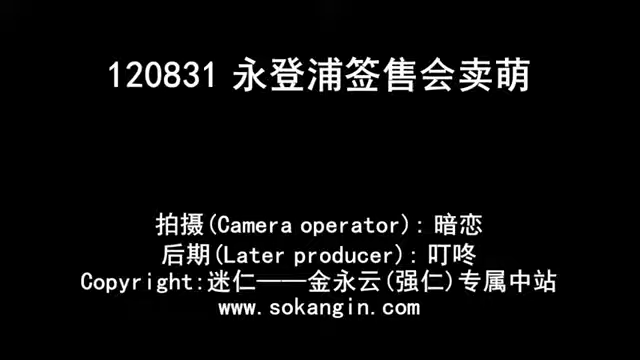 120831 永登浦签售会卖萌
拍摄(Camera operator): 暗恋
后期(Later producer): 叮咚
Copyright:迷仁——金永云(强仁)专属中站
www.sokangin.com